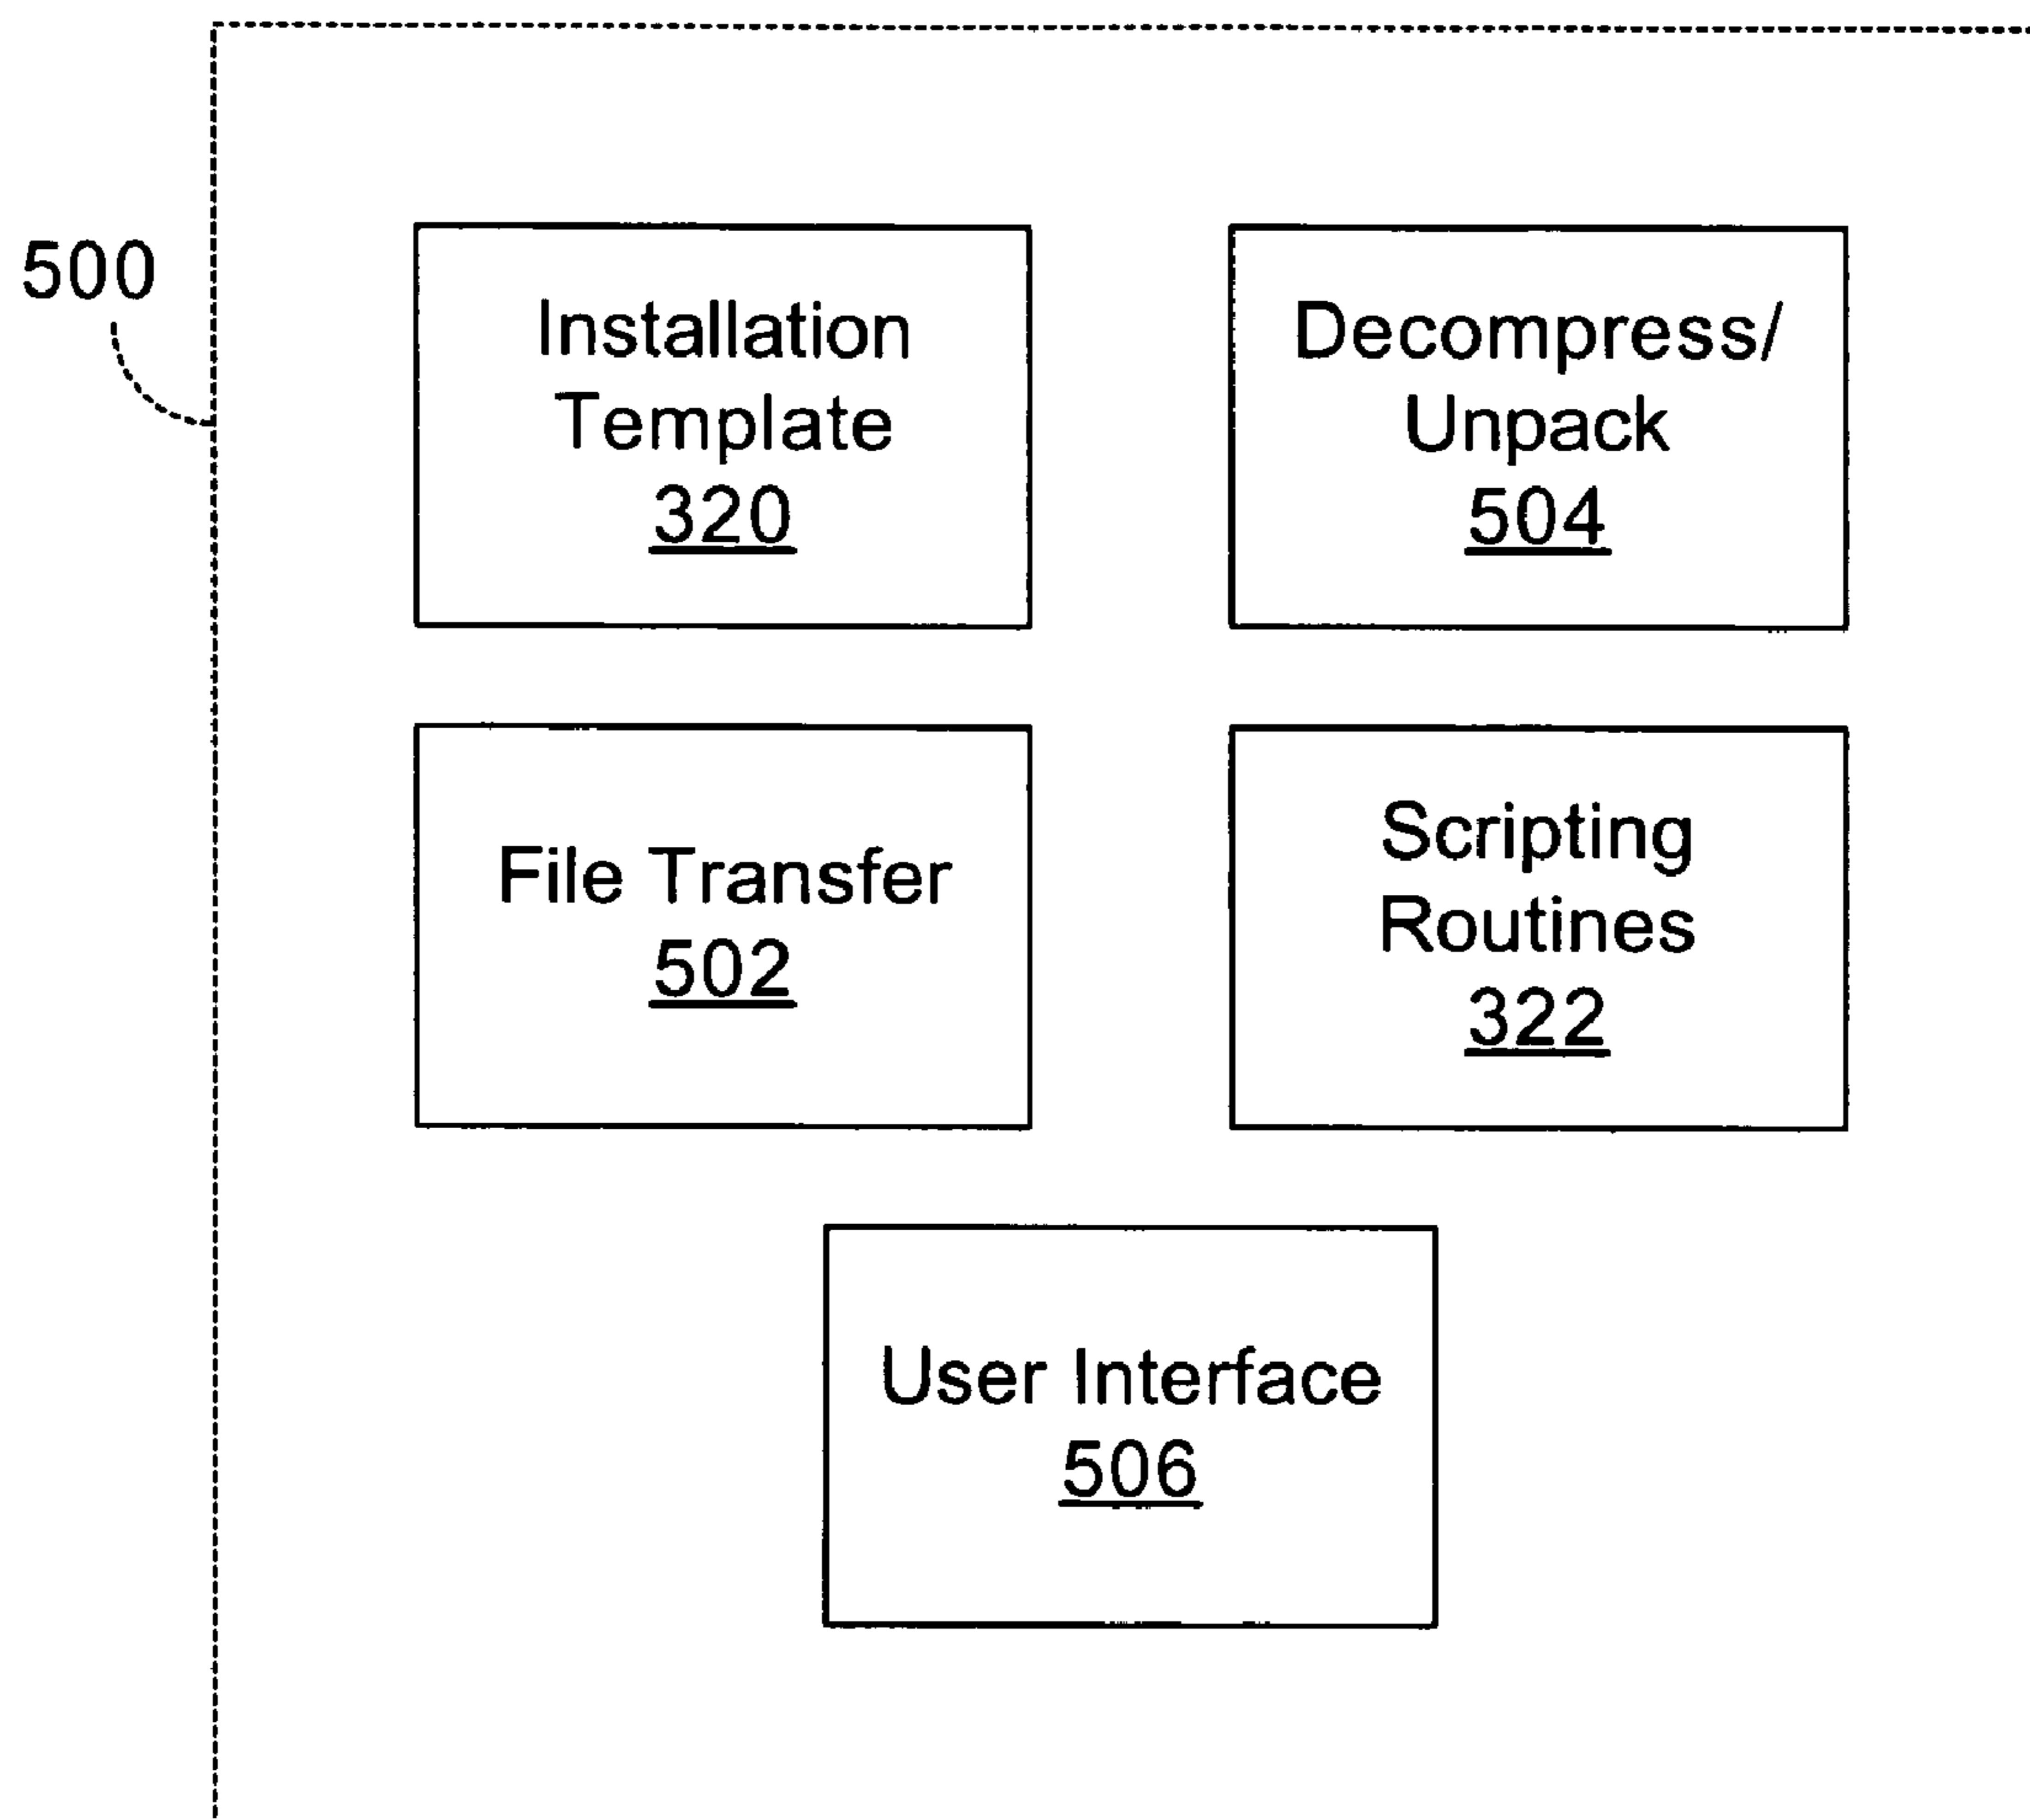 500
Installation
Template
320
Decompress/
Unpack
504
File Transfer
502
Scripting
Routines
322
User Interface
506